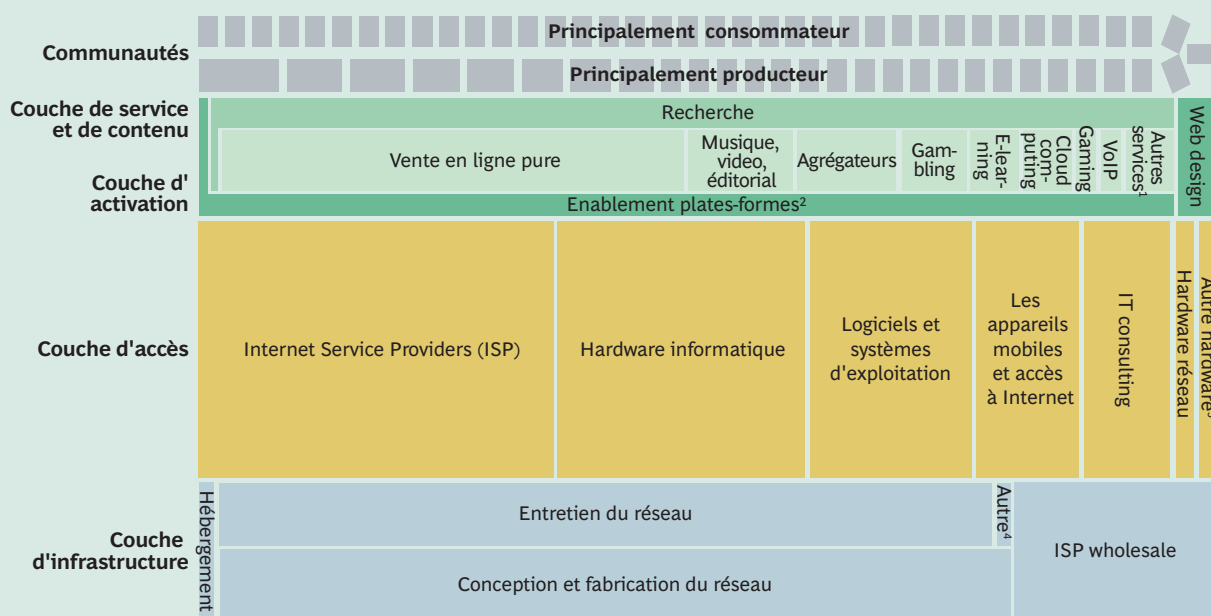 Communautés
Principalement consommateur
Principalement producteur
Couche de service
et de contenu
Recherche
Web design
Couche d'
activation
Vente en ligne pure
Musique,
video,
éditorial
Agrégateurs
Gam-
bling
E-lear-
ning
Cloud
com-
puting
Gaming
VoIP
Autres
services¹
Enablement plates-formes²
Couche d'accès
Internet Service Providers (ISP)
Hardware informatique
Logiciels et
systèmes
d'exploitation
Les
appareils
mobiles
et accès
à Internet
IT consulting
Hardware réseau
Autre hardware³
Couche
d'infrastructure
Hébergement
Entretien du réseau
Autre⁴
ISP wholesale
Conception et fabrication du réseau